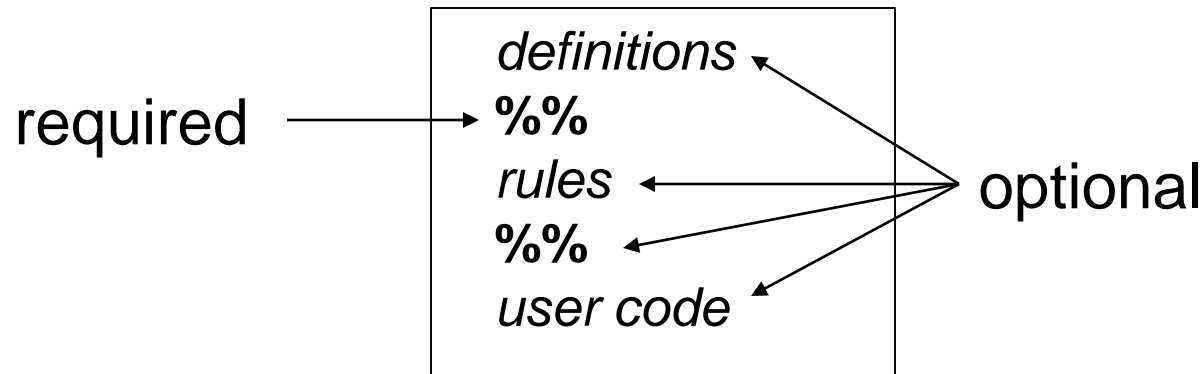 definitions
required
%%
rules
optional
%%
user code